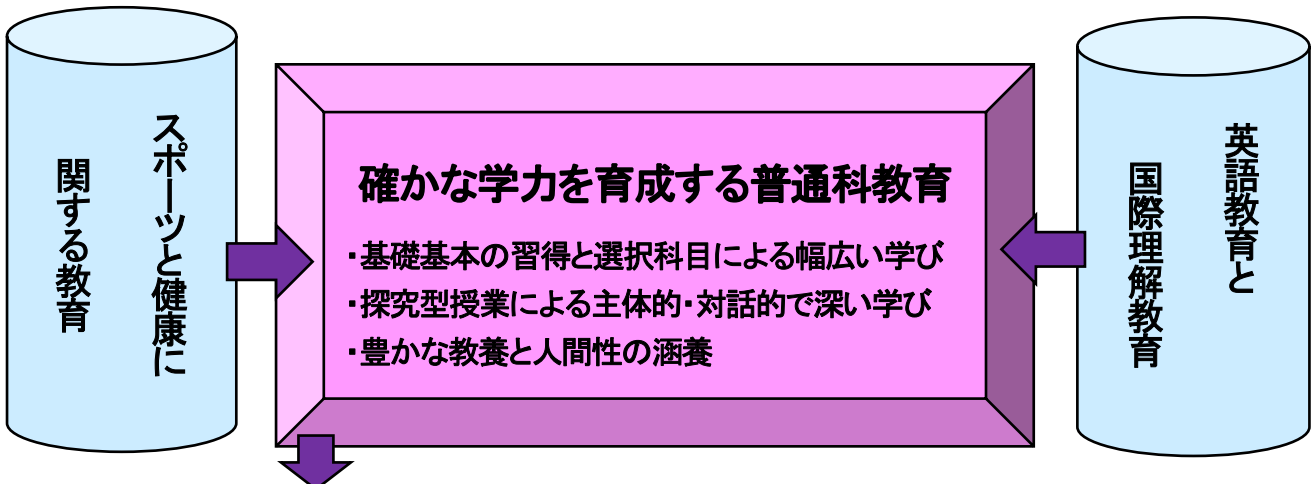 スポーツと健康に
関する教育
確かな学力を育成する普通科教育
・基礎基本の習得と選択科目による幅広い学び
・探究型授業による主体的・対話的で深い学び
・豊かな教養と人間性の涵養
英語教育と
国際理解教育